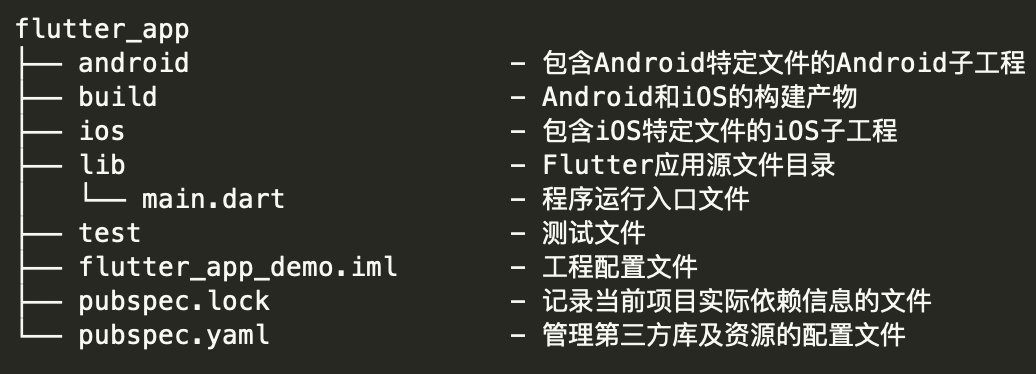 flutter_app
├── android - 包含Android特定文件的Android子工程
├── build - Android和iOS的构建产物
├── ios - 包含iOS特定文件的iOS子工程
├── lib - Flutter应用源文件目录
│   └── main.dart - 程序运行入口文件
├── test - 测试文件
├── flutter_app_demo.iml - 工程配置文件
├── pubspec.lock - 记录当前项目实际依赖信息的文件
└── pubspec.yaml - 管理第三方库及资源的配置文件